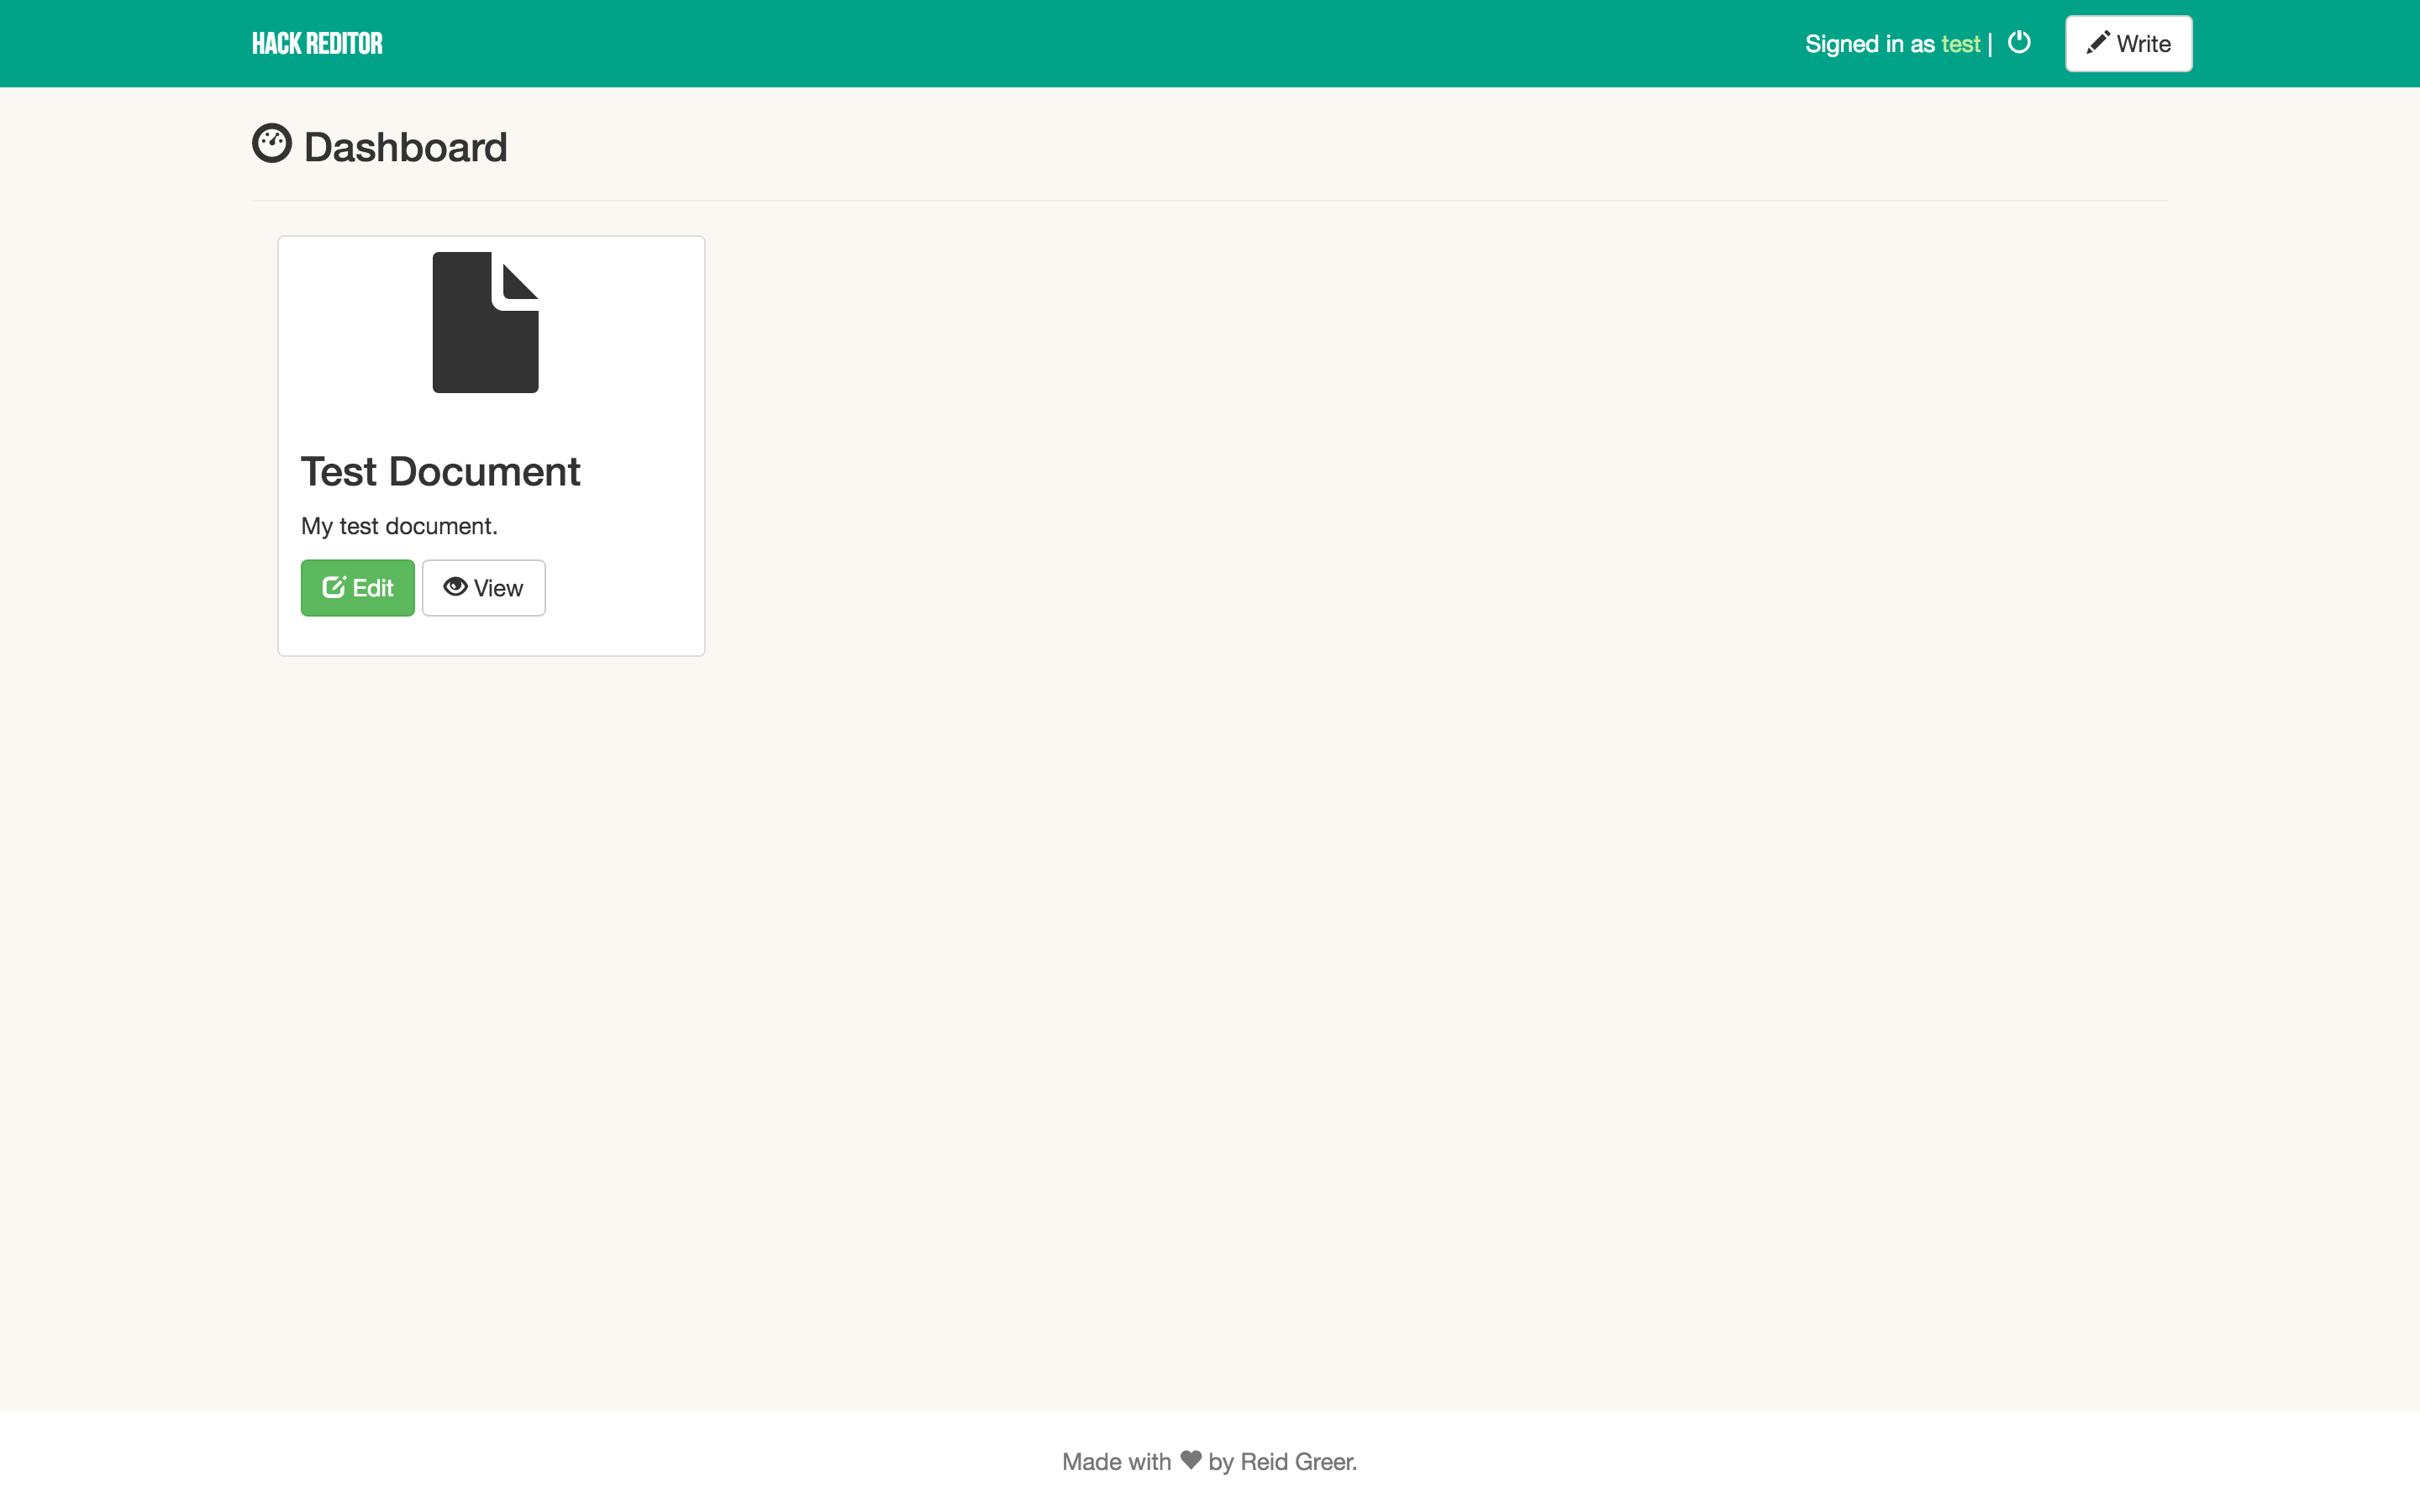 HACK REDITOR
Signed in as test |
Write
Dashboard
Test Document
My test document.
Edit
View
Made with ♥ by Reid Greer.